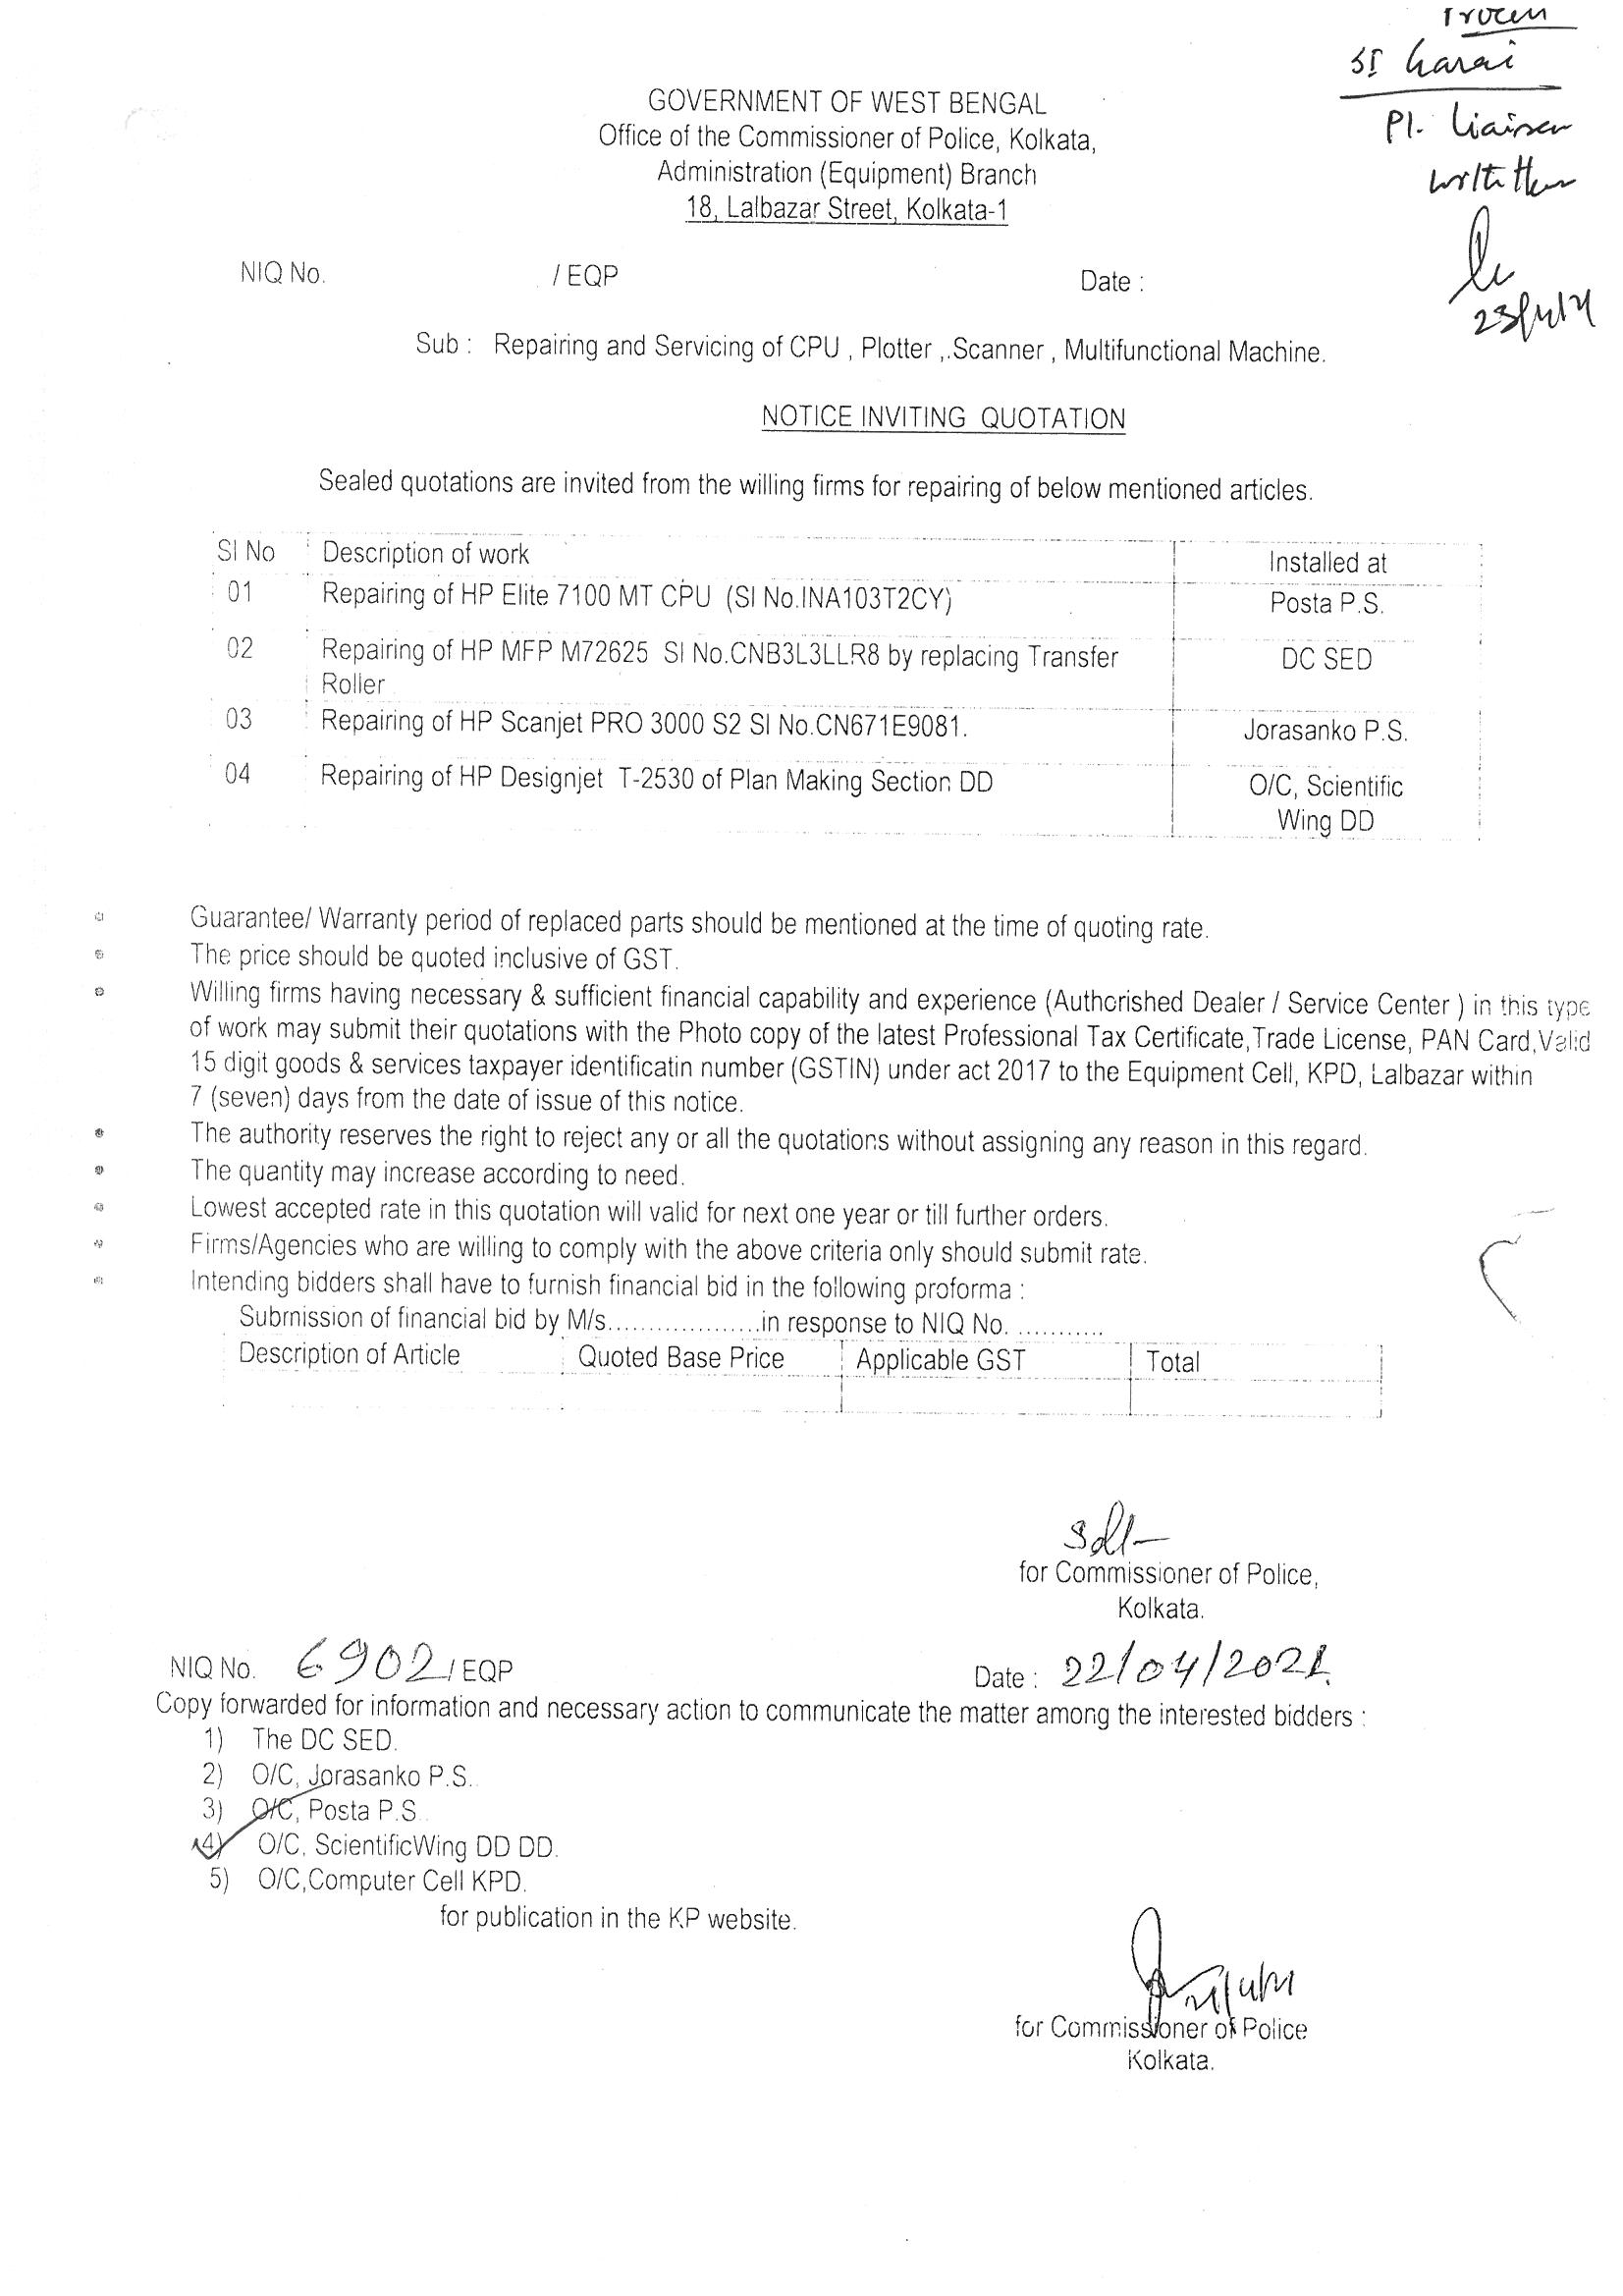 SI Garai
Pl. liaison
with them
GOVERNMENT OF WEST BENGAL
Office of the Commissioner of Police, Kolkata,
Administration (Equipment) Branch
18, Lalbazar Street, Kolkata-1
NIQ No. / EQP Date :
Sub : Repairing and Servicing of CPU , Plotter ,.Scanner , Multifunctional Machine.
NOTICE INVITING QUOTATION
Sealed quotations are invited from the willing firms for repairing of below mentioned articles.
Sl No Description of work Installed at
01 Repairing of HP Elite 7100 MT CPU (Sl No.INA103T2CY) Posta P.S.
02 Repairing of HP MFP M72625 Sl No.CNB3L3LLR8 by replacing Transfer DC SED
Roller
03 Repairing of HP Scanjet PRO 3000 S2 Sl No.CN671E9081. Jorasanko P.S.
04 Repairing of HP Designjet T-2530 of Plan Making Section DD O/C, Scientific
Wing DD
Guarantee/ Warranty period of replaced parts should be mentioned at the time of quoting rate.
The price should be quoted inclusive of GST.
Willing firms having necessary & sufficient financial capability and experience (Authorished Dealer / Service Center ) in this type
of work may submit their quotations with the Photo copy of the latest Professional Tax Certificate,Trade License, PAN Card,Valid
15 digit goods & services taxpayer identificatin number (GSTIN) under act 2017 to the Equipment Cell, KPD, Lalbazar within
7 (seven) days from the date of issue of this notice.
The authority reserves the right to reject any or all the quotations without assigning any reason in this regard.
The quantity may increase according to need.
Lowest accepted rate in this quotation will valid for next one year or till further orders.
Firms/Agencies who are willing to comply with the above criteria only should submit rate.
Intending bidders shall have to furnish financial bid in the following proforma :
Submission of financial bid by M/s...................in response to NIQ No. ...........
Description of Article Quoted Base Price Applicable GST Total
Sd/-
for Commissioner of Police,
Kolkata.
NIQ No. 6902/EQP Date : 22/04/2021.
Copy forwarded for information and necessary action to communicate the matter among the interested bidders :
1) The DC SED.
2) O/C, Jorasanko P.S.
3) O/C, Posta P.S
4) O/C, ScientificWing DD DD.
5) O/C,Computer Cell KPD.
for publication in the KP website.
for Commissioner of Police
Kolkata.